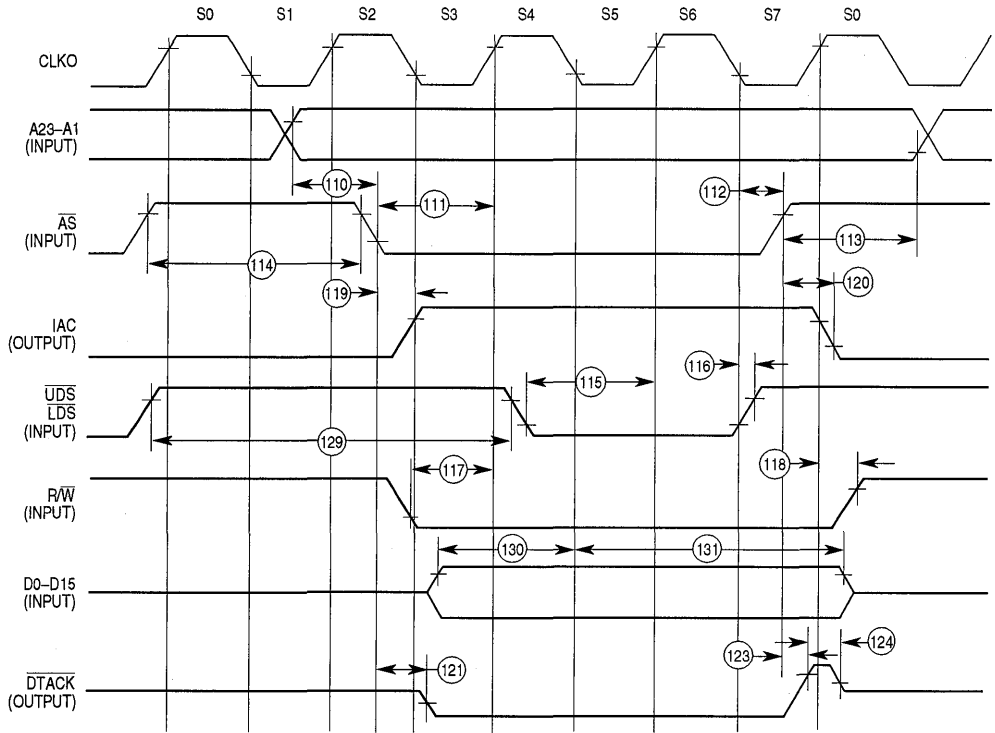 S0 S1 S2 S3 S4 S5 S6 S7 S0
CLKO
A23–A1
(INPUT)
110
111
112
AS
(INPUT)
113
114
119
120
IAC
(OUTPUT)
116
115
UDS
LDS
(INPUT)
129
117
118
R/W
(INPUT)
130
131
D0–D15
(INPUT)
124
123
121
DTACK
(OUTPUT)